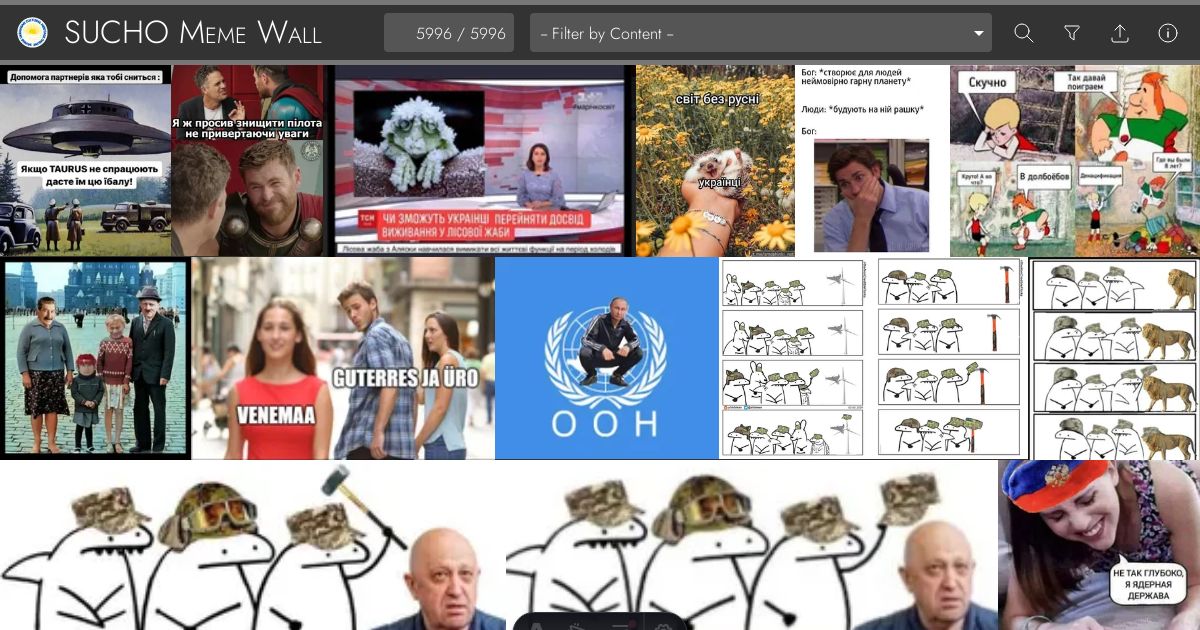 SUCHO MEME WALL
5996 / 5996
-- Filter by Content --
Допомога партнерів яка тобі сниться :
Якщо TAURUS не спрацюють
дасте їм цю їбалу!
Я ж просив знищити пілота
не привертаючи уваги
#марічкосвіт
ТСН
ЧИ ЗМОЖУТЬ УКРАЇНЦІ ПЕРЕЙНЯТИ ДОСВІД
ВИЖИВАННЯ У ЛІСОВОЇ ЖАБИ
Лісова жаба з Аляски навчилася вимикати всі життєві функції на період холодів
світ без русні
українці
Бог: *створює для людей
неймовірно гарну планету*
Люди: *будують на ній рашку*
Бог:
Скучно
Так давай
поиграем
Круто! А во
что?
В долбоёбов
Где вы были
8 лет?
Денацификация
VENEMAA
GUTERRES JA ÜRO
ООН
НЕ ТАК ГЛУБОКО,
Я ЯДЕРНАЯ
ДЕРЖАВА